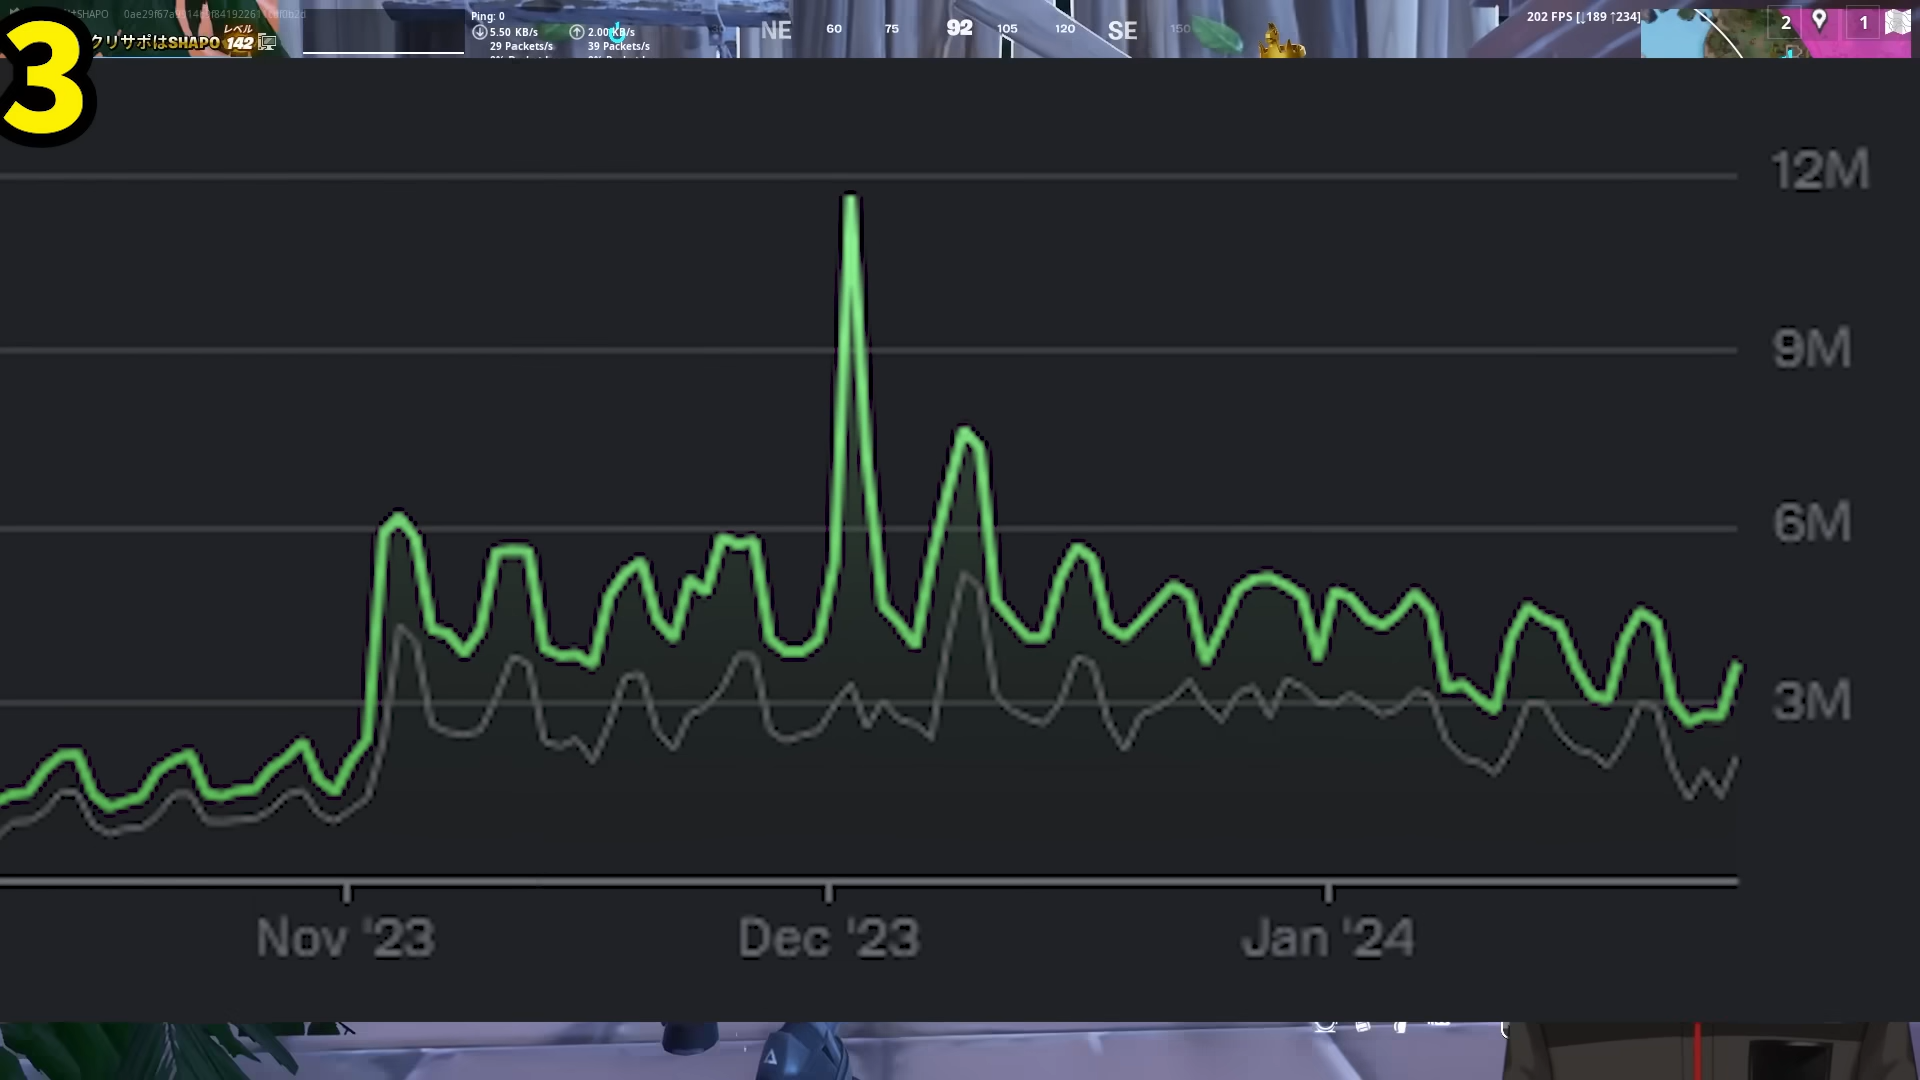 3
クリサポはSHAPO
レベル
142
Ping: 0
5.50 KB/s
2.00 KB/s
29 Packets/s
39 Packets/s
NE 60 75 92 105 120 SE 150
202 FPS [↓189 ↑234]
2
1
12M
9M
6M
3M
Nov '23
Dec '23
Jan '24